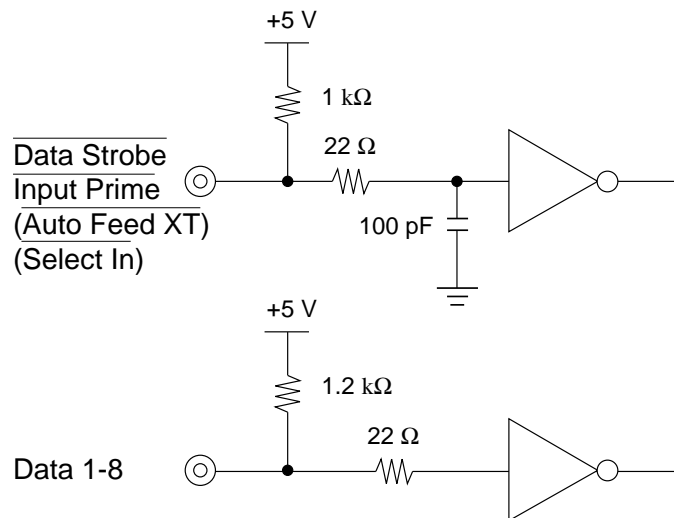 +5 V
1 kΩ
22 Ω
Data Strobe
Input Prime
(Auto Feed XT)
(Select In)
100 pF
+5 V
1.2 kΩ
22 Ω
Data 1-8